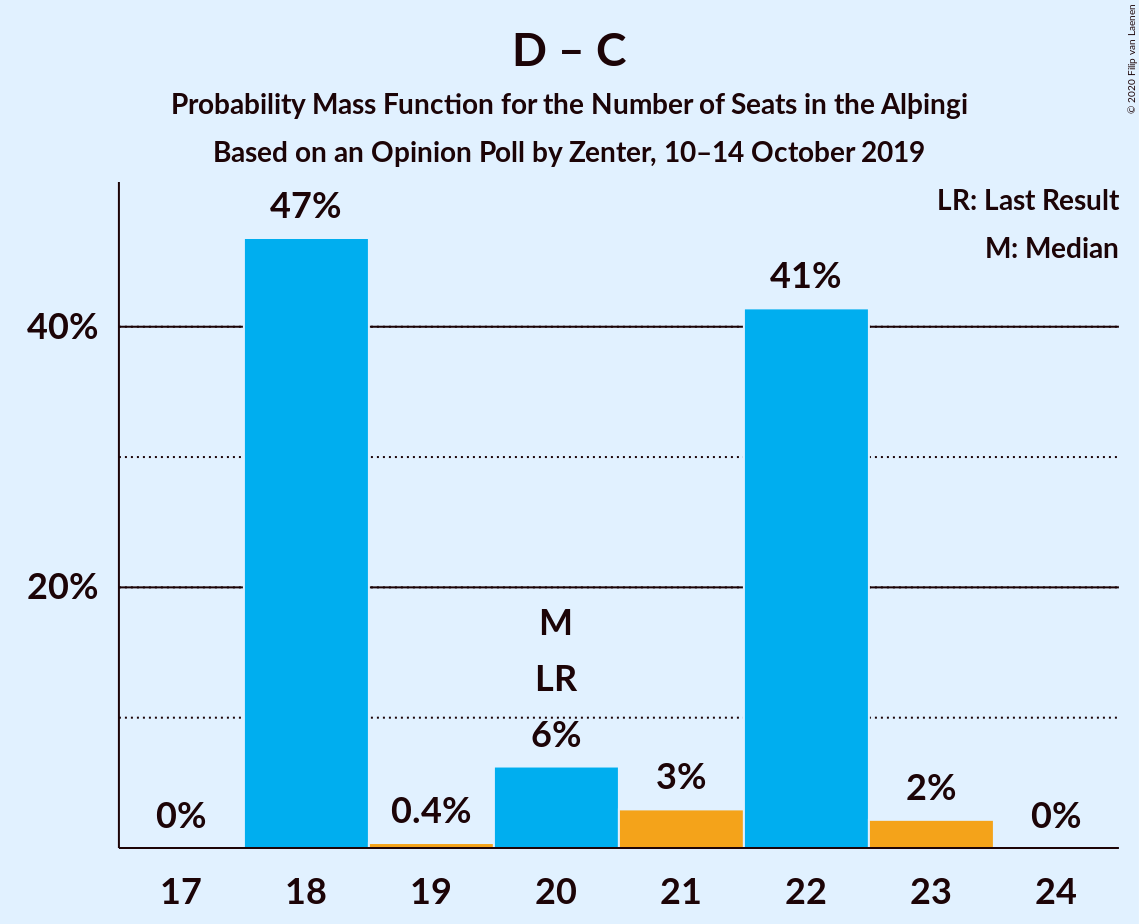 D – C
Probability Mass Function for the Number of Seats in the Alþingi
Based on an Opinion Poll by Zenter, 10–14 October 2019
© 2020 Filip van Laenen
LR: Last Result
M: Median
47%
41%
40%
20%
M
LR
6%
3%
2%
0.4%
0%
0%
17 18 19 20 21 22 23 24